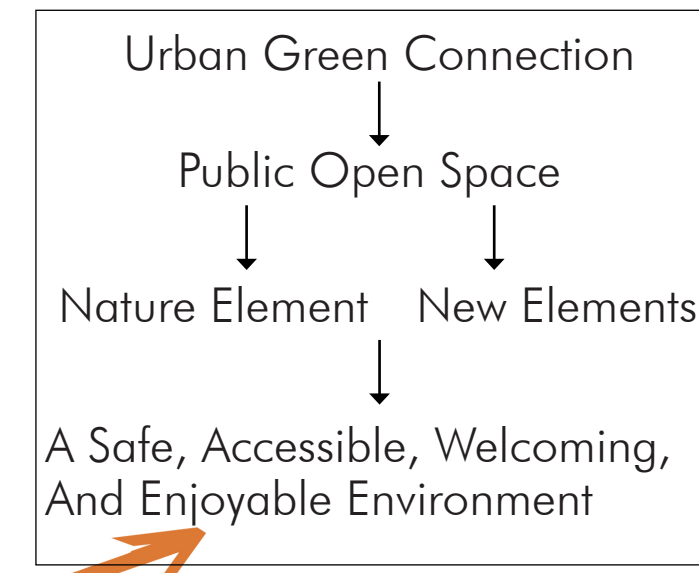 Urban Green Connection
Public Open Space
Nature Element New Elements
A Safe, Accessible, Welcoming,
And Enjoyable Environment